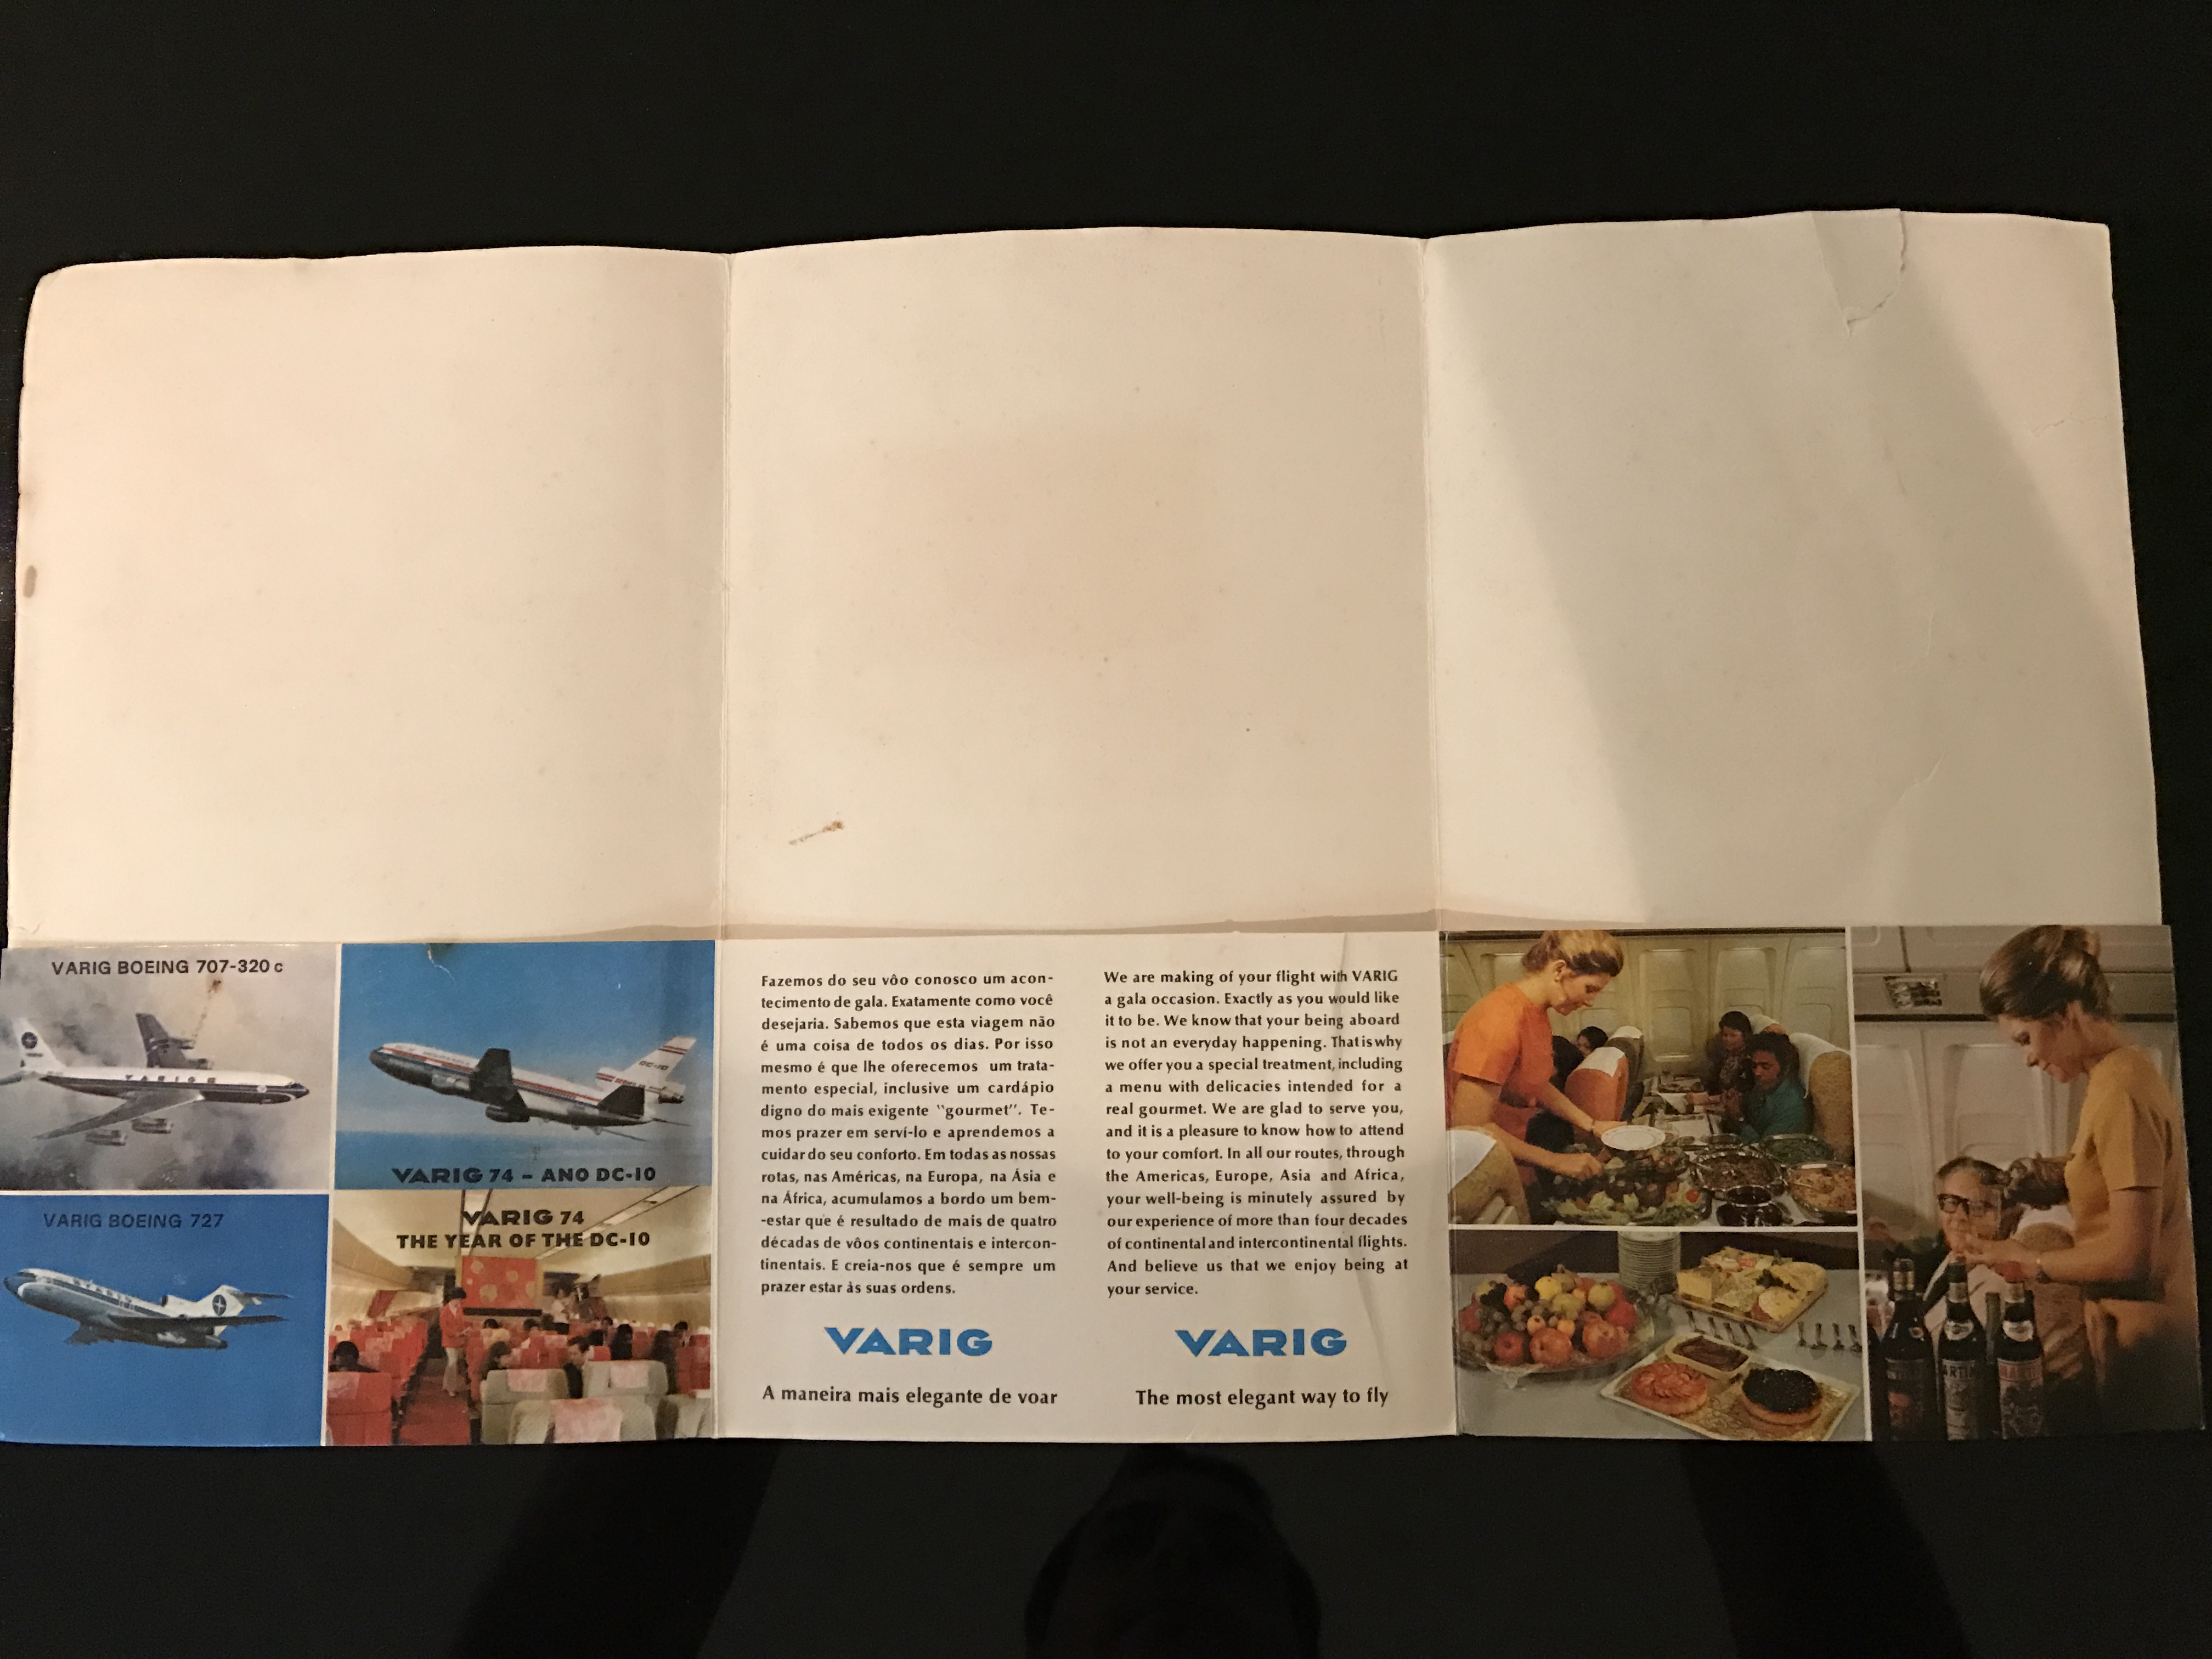 VARIG BOEING 707-320 c
VARIG
VARIG 74 – ANO DC-10
DC-10
VARIG BOEING 727
VARIG
VARIG 74
THE YEAR OF THE DC-10
Fazemos do seu vôo conosco um acon-
tecimento de gala. Exatamente como você
desejaria. Sabemos que esta viagem não
é uma coisa de todos os dias. Por isso
mesmo é que lhe oferecemos um trata-
mento especial, inclusive um cardápio
digno do mais exigente "gourmet". Te-
mos prazer em serví-lo e aprendemos a
cuidar do seu conforto. Em todas as nossas
rotas, nas Américas, na Europa, na Ásia e
na África, acumulamos a bordo um bem-
-estar que é resultado de mais de quatro
décadas de vôos continentais e intercon-
tinentais. E creia-nos que é sempre um
prazer estar às suas ordens.
VARIG
A maneira mais elegante de voar
We are making of your flight with VARIG
a gala occasion. Exactly as you would like
it to be. We know that your being aboard
is not an everyday happening. That is why
we offer you a special treatment, including
a menu with delicacies intended for a
real gourmet. We are glad to serve you,
and it is a pleasure to know how to attend
to your comfort. In all our routes, through
the Americas, Europe, Asia and Africa,
your well-being is minutely assured by
our experience of more than four decades
of continental and intercontinental flights.
And believe us that we enjoy being at
your service.
VARIG
The most elegant way to fly